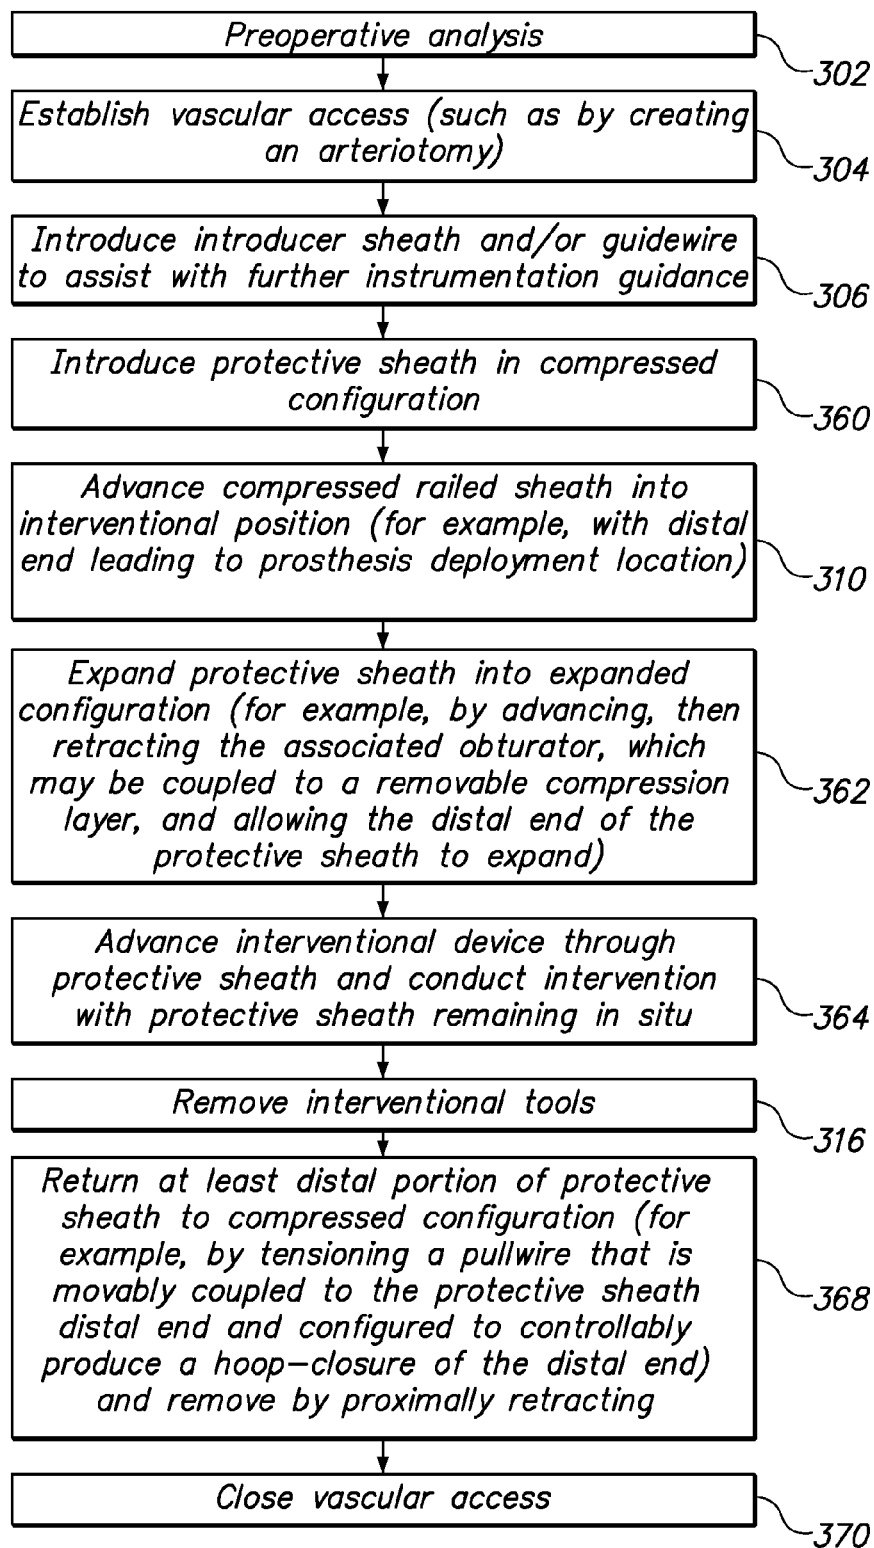 Preoperative analysis
302
Establish vascular access (such as by creating
an arteriotomy)
304
Introduce introducer sheath and/or guidewire
to assist with further instrumentation guidance
306
Introduce protective sheath in compressed
configuration
360
Advance compressed railed sheath into
interventional position (for example, with distal
end leading to prosthesis deployment location)
310
Expand protective sheath into expanded
configuration (for example, by advancing, then
retracting the associated obturator, which
may be coupled to a removable compression
layer, and allowing the distal end of the
protective sheath to expand)
362
Advance interventional device through
protective sheath and conduct intervention
with protective sheath remaining in situ
364
Remove interventional tools
316
Return at least distal portion of protective
sheath to compressed configuration (for
example, by tensioning a pullwire that is
movably coupled to the protective sheath
distal end and configured to controllably
produce a hoop-closure of the distal end)
and remove by proximally retracting
368
Close vascular access
370